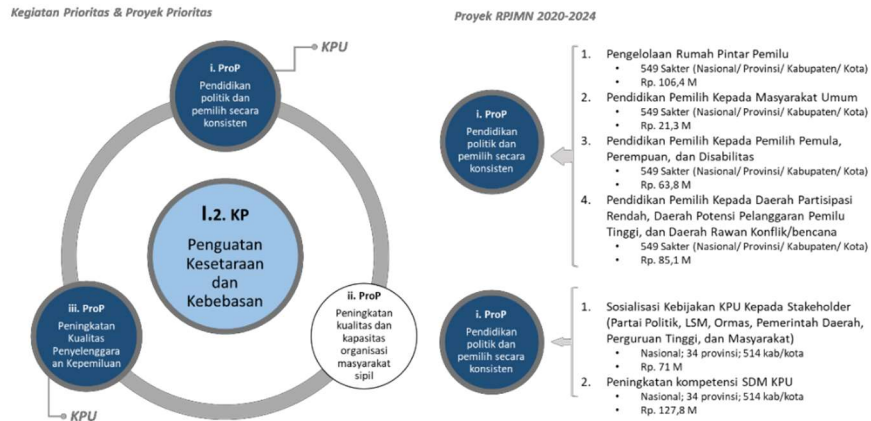 Kegiatan Prioritas & Proyek Prioritas
KPU
i. ProP
Pendidikan
politik dan
pemilih secara
konsisten
I.2. KP
Penguatan
Kesetaraan
dan
Kebebasan
iii. ProP
Peningkatan
Kualitas
Penyelenggara
an Kepemiluan
KPU
ii. ProP
Peningkatan
kualitas dan
kapasitas
organisasi
masyarakat
sipil
Proyek RPJMN 2020-2024
i. ProP
Pendidikan
politik dan
pemilih secara
konsisten
1. Pengelolaan Rumah Pintar Pemilu
• 549 Sakter (Nasional/ Provinsi/ Kabupaten/ Kota)
• Rp. 106,4 M
2. Pendidikan Pemilih Kepada Masyarakat Umum
• 549 Sakter (Nasional/ Provinsi/ Kabupaten/ Kota)
• Rp. 21,3 M
3. Pendidikan Pemilih Kepada Pemilih Pemula,
Perempuan, dan Disabilitas
• 549 Sakter (Nasional/ Provinsi/ Kabupaten/ Kota)
• Rp. 63,8 M
4. Pendidikan Pemilih Kepada Daerah Partisipasi
Rendah, Daerah Potensi Pelanggaran Pemilu
Tinggi, dan Daerah Rawan Konflik/bencana
• 549 Sakter (Nasional/ Provinsi/ Kabupaten/ Kota)
• Rp. 85,1 M
i. ProP
Pendidikan
politik dan
pemilih secara
konsisten
1. Sosialisasi Kebijakan KPU Kepada Stakeholder
(Partai Politik, LSM, Ormas, Pemerintah Daerah,
Perguruan Tinggi, dan Masyarakat)
• Nasional; 34 provinsi; 514 kab/kota
• Rp. 71 M
2. Peningkatan kompetensi SDM KPU
• Nasional; 34 provinsi; 514 kab/kota
• Rp. 127,8 M